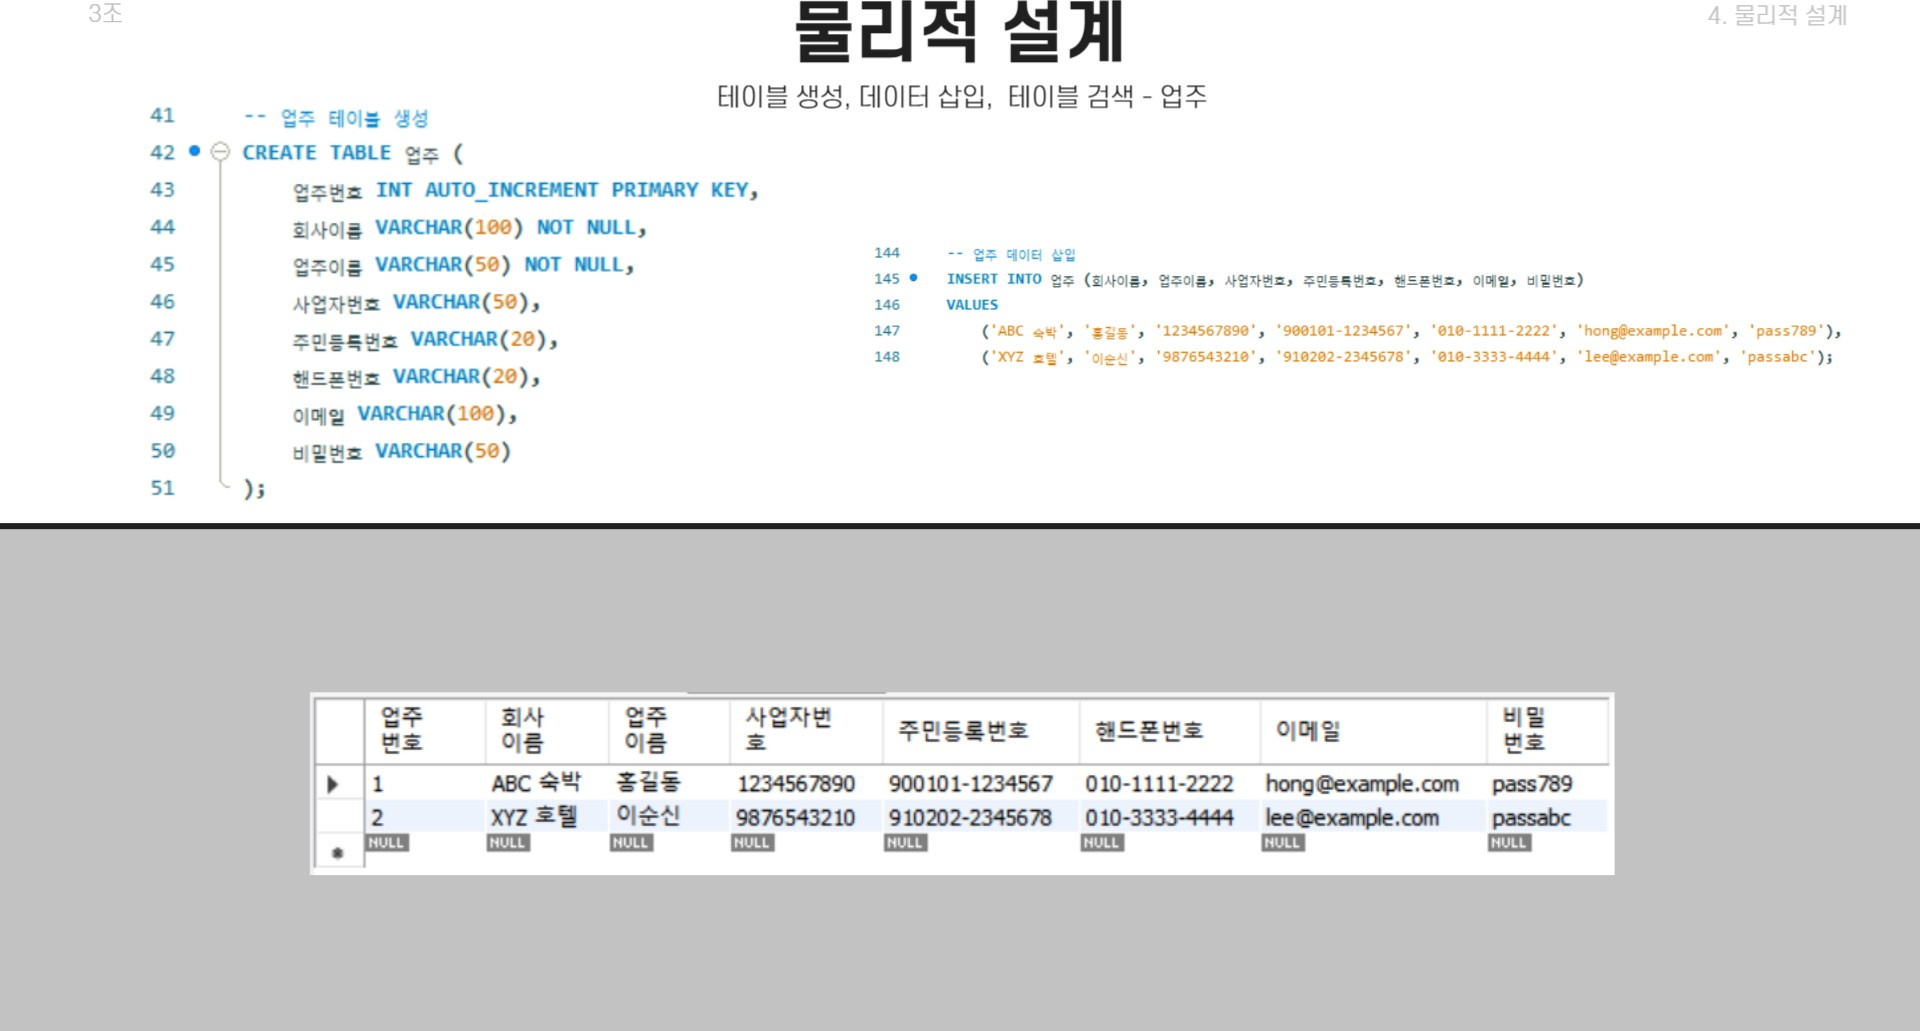 3조
4. 물리적 설계
물리적 설계
테이블 생성, 데이터 삽입, 테이블 검색 - 업주
41 -- 업주 테이블 생성
42 CREATE TABLE 업주 (
43 업주번호 INT AUTO_INCREMENT PRIMARY KEY,
44 회사이름 VARCHAR(100) NOT NULL,
45 업주이름 VARCHAR(50) NOT NULL,
46 사업자번호 VARCHAR(50),
47 주민등록번호 VARCHAR(20),
48 핸드폰번호 VARCHAR(20),
49 이메일 VARCHAR(100),
50 비밀번호 VARCHAR(50)
51 );
144 -- 업주 데이터 삽입
145 INSERT INTO 업주 (회사이름, 업주이름, 사업자번호, 주민등록번호, 핸드폰번호, 이메일, 비밀번호)
146 VALUES
147 ('ABC 숙박', '홍길동', '1234567890', '900101-1234567', '010-1111-2222', 'hong@example.com', 'pass789'),
148 ('XYZ 호텔', '이순신', '9876543210', '910202-2345678', '010-3333-4444', 'lee@example.com', 'passabc');
업주번호 회사이름 업주이름 사업자번호 주민등록번호 핸드폰번호 이메일 비밀번호
1 ABC 숙박 홍길동 1234567890 900101-1234567 010-1111-2222 hong@example.com pass789
2 XYZ 호텔 이순신 9876543210 910202-2345678 010-3333-4444 lee@example.com passabc
NULL NULL NULL NULL NULL NULL NULL NULL